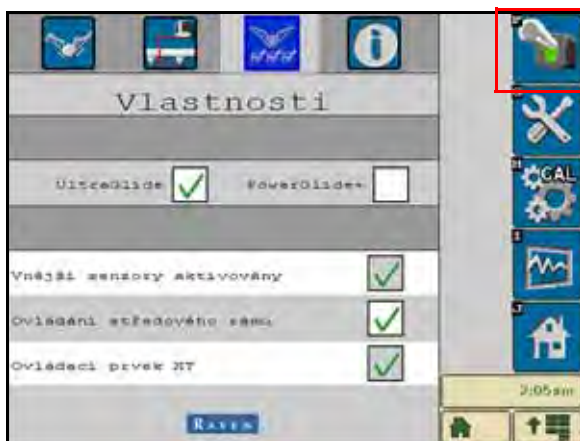 Vlastnosti
UltraGlide PowerGlide+
Vnější senzory aktivovány
Ovládání středového rámu
Ovládací prvek XT
RAVEN
CAL
2:05am